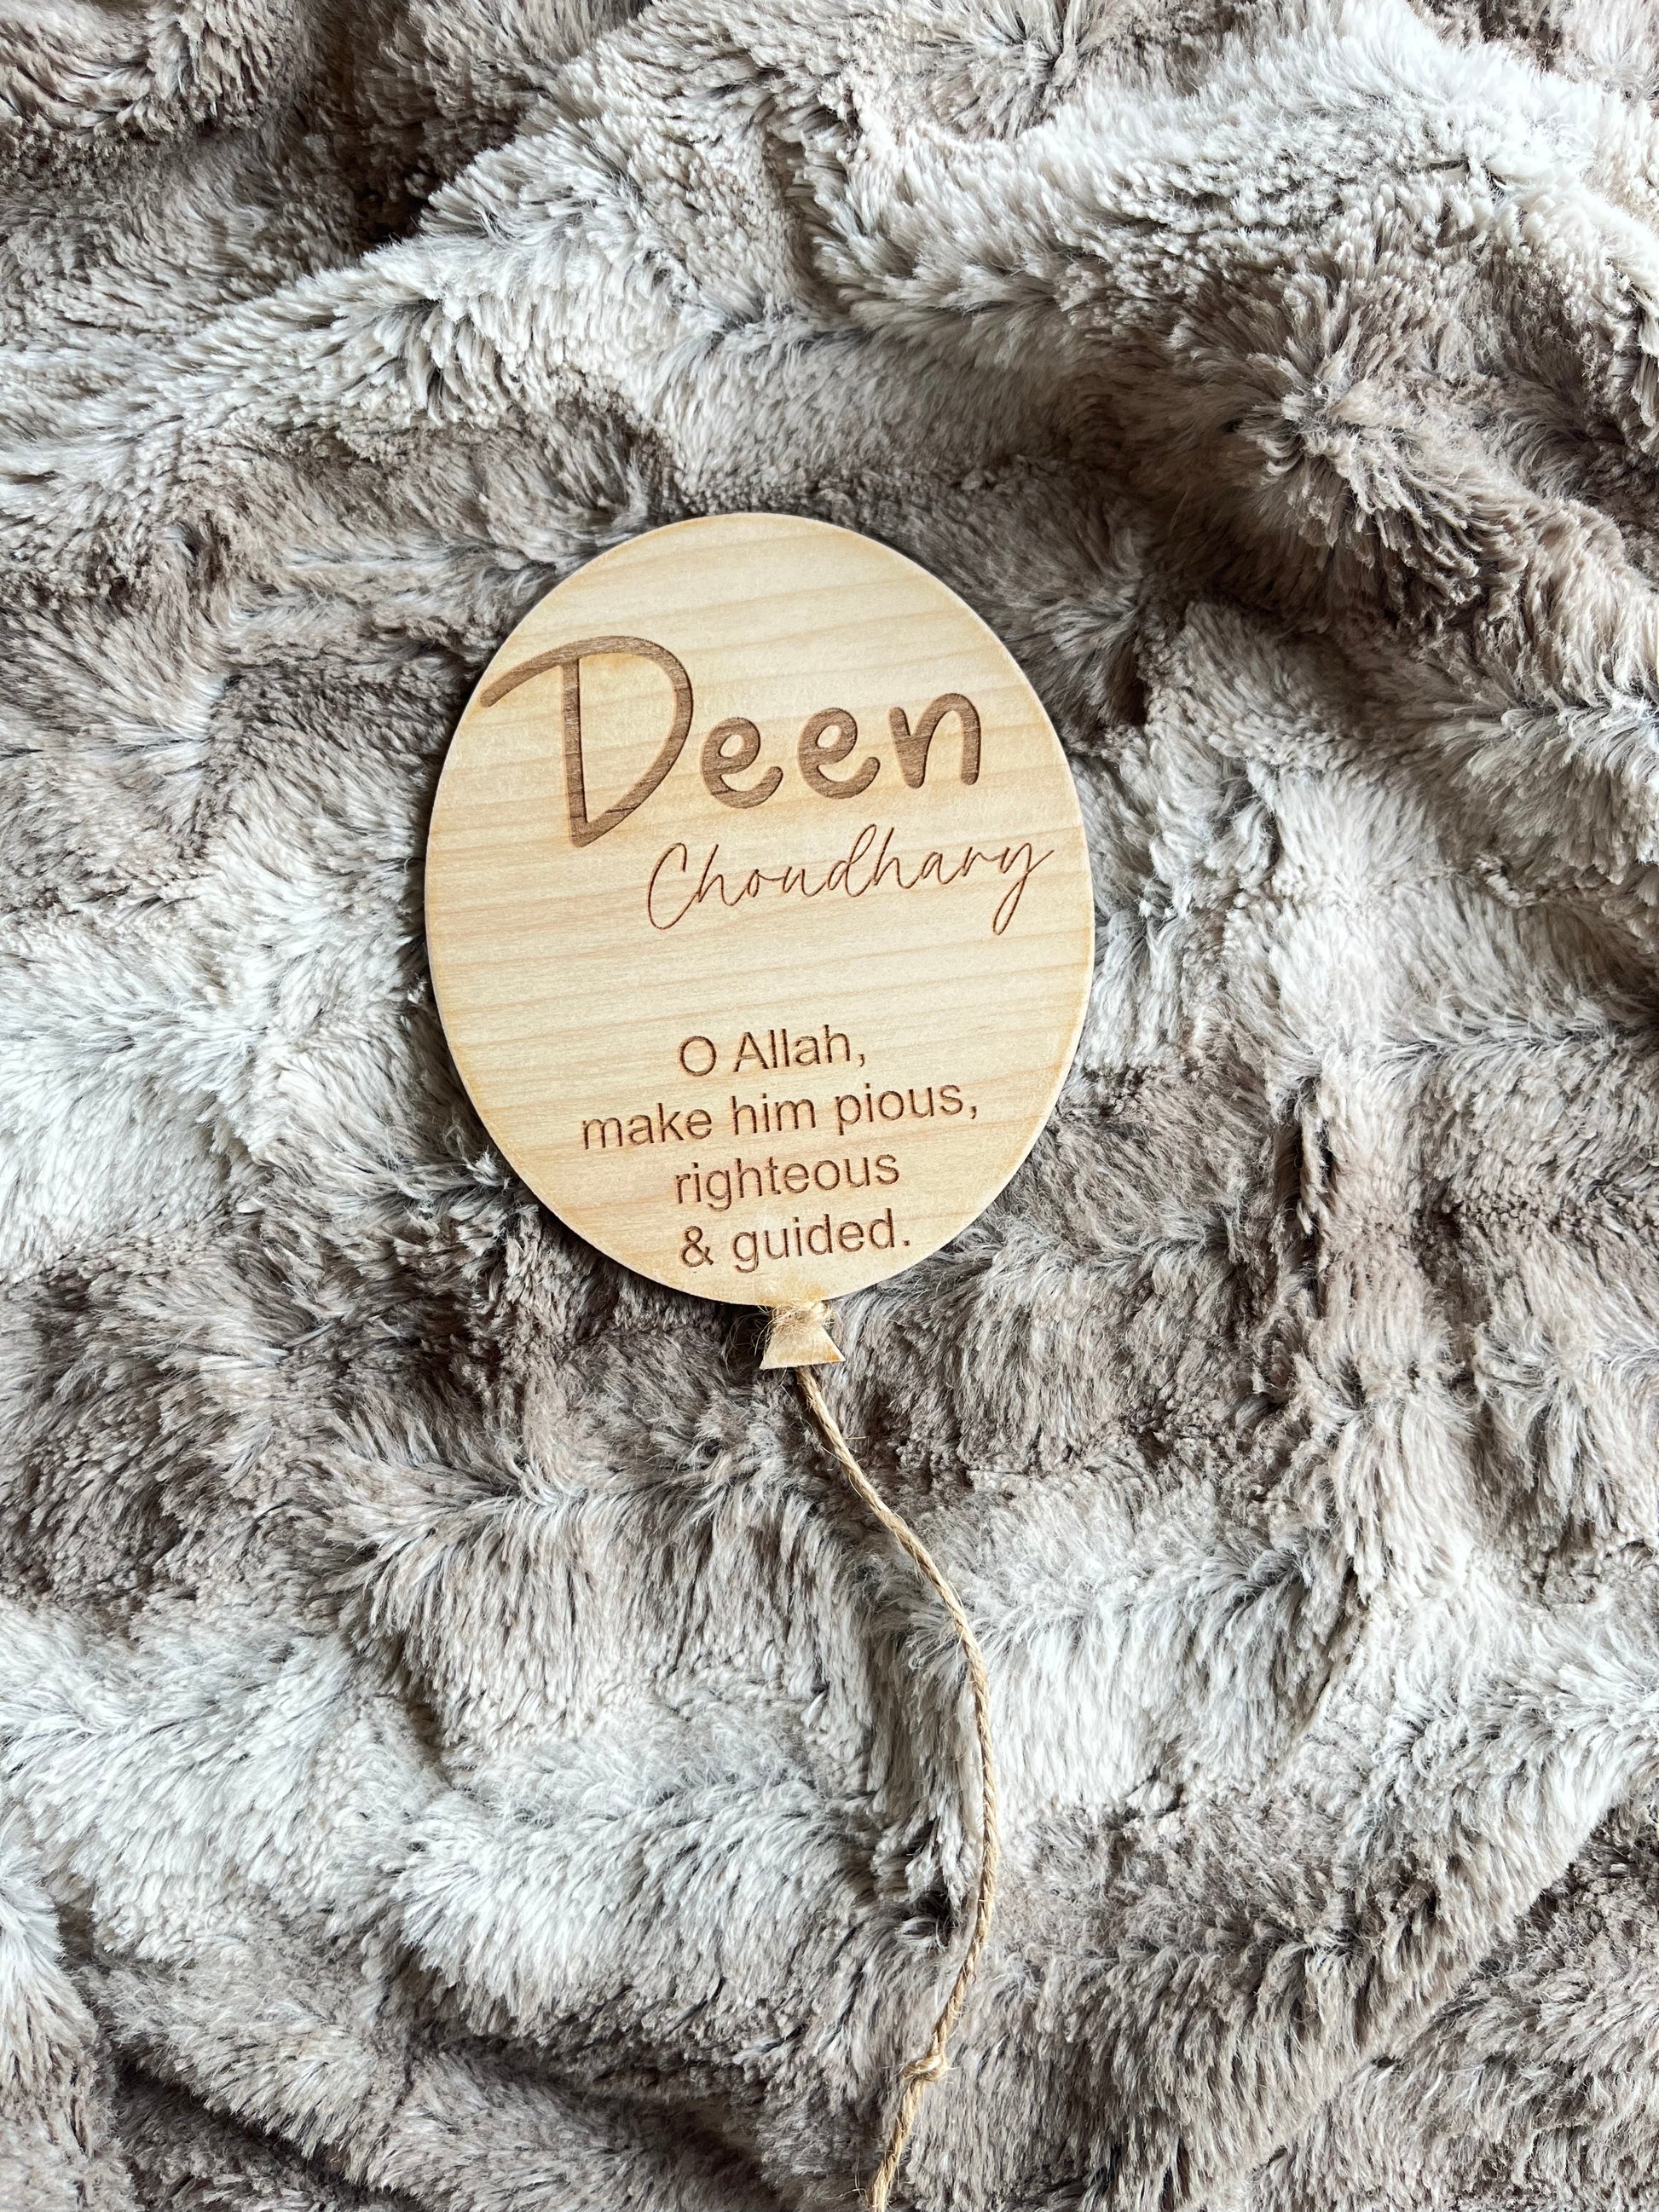 Deen
Choudhary
O Allah,
make him pious,
righteous
& guided.